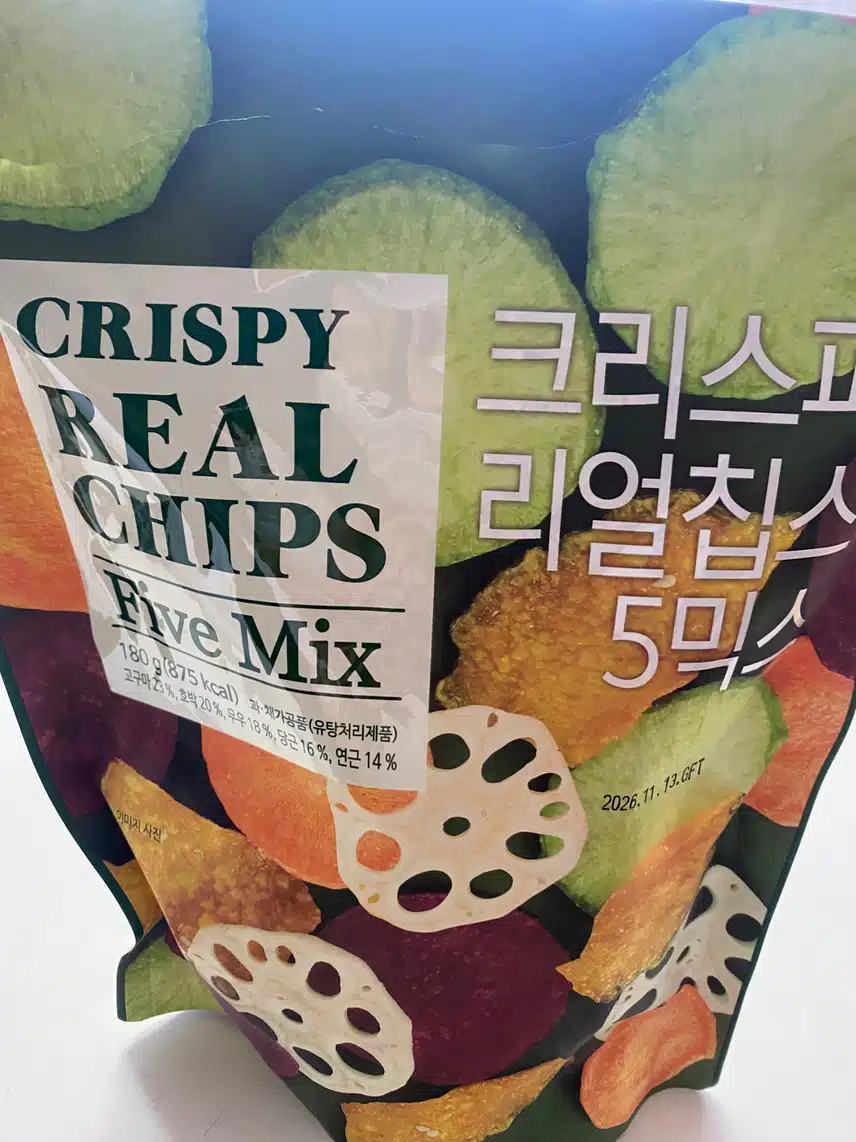 CRISPY
REAL
CHIPS
Five Mix
180 g(875 kcal) 과·채가공품(유탕처리제품)
고구마 23 %, 호박 20 %, 무우 18 %, 당근 16 %, 연근 14 %
크리스피
리얼칩스
5믹스
2026.11.13.GFT
이미지 사진